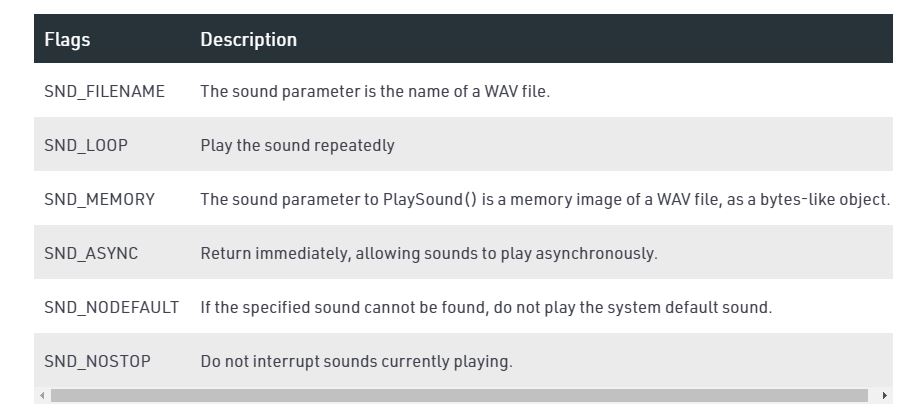 Flags Description
SND_FILENAME The sound parameter is the name of a WAV file.
SND_LOOP Play the sound repeatedly
SND_MEMORY The sound parameter to PlaySound() is a memory image of a WAV file, as a bytes-like object.
SND_ASYNC Return immediately, allowing sounds to play asynchronously.
SND_NODEFAULT If the specified sound cannot be found, do not play the system default sound.
SND_NOSTOP Do not interrupt sounds currently playing.